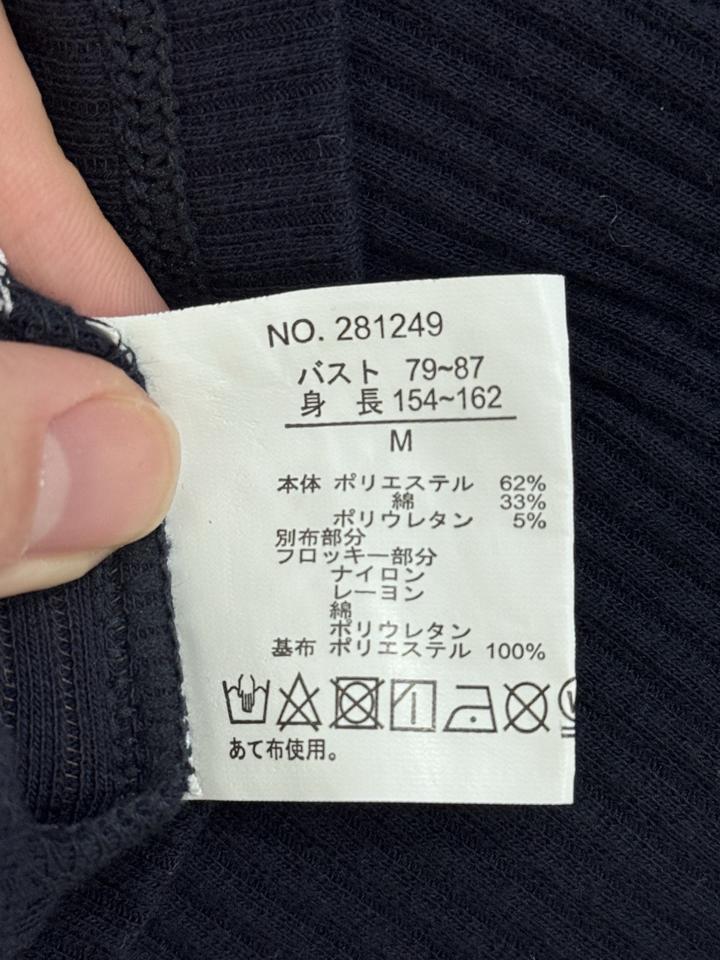 NO. 281249
バスト 79~87
身 長 154~162
M
本体 ポリエステル 62%
綿 33%
ポリウレタン 5%
別布部分
フロッキー部分
ナイロン
レーヨン
綿
ポリウレタン
基布 ポリエステル 100%
あて布使用。